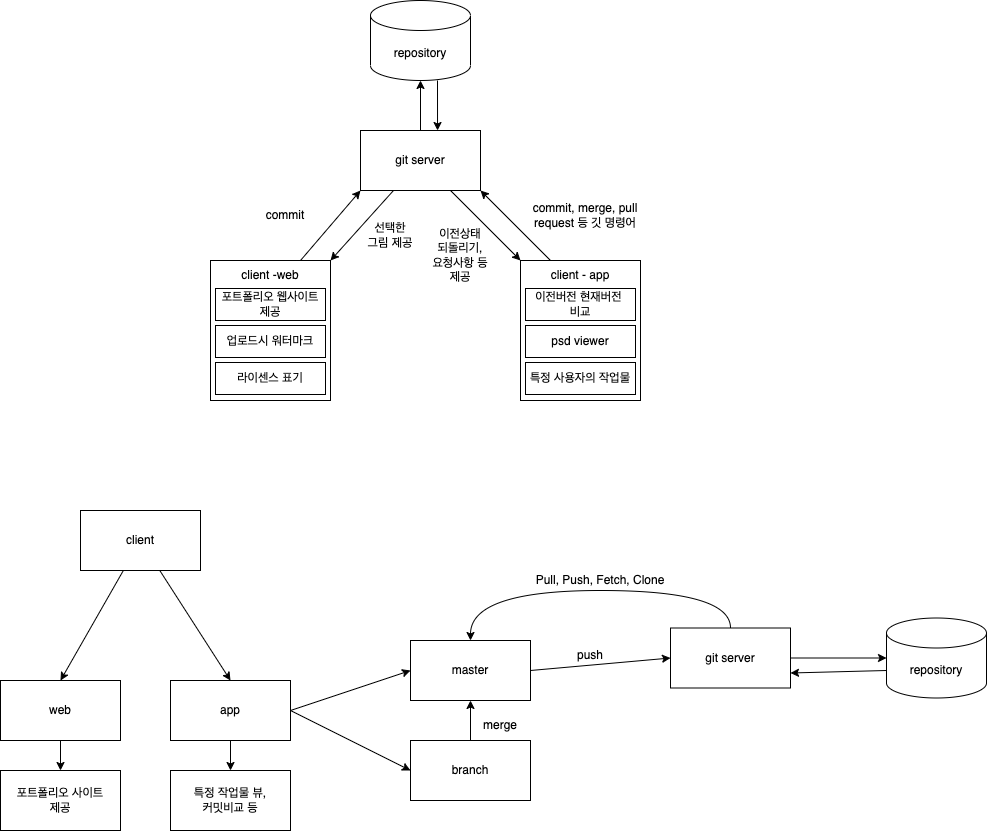 repository
git server
commit
선택한
그림 제공
이전상태
되돌리기,
요청사항 등
제공
commit, merge, pull
request 등 깃 명령어
client -web
포트폴리오 웹사이트
제공
업로드시 워터마크
라이센스 표기
client - app
이전버전 현재버전
비교
psd viewer
특정 사용자의 작업물
client
web
포트폴리오 사이트
제공
app
특정 작업물 뷰,
커밋비교 등
Pull, Push, Fetch, Clone
master
push
git server
repository
merge
branch